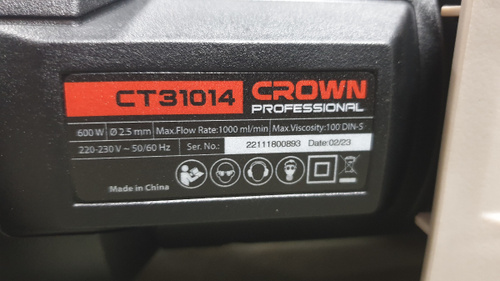 CT31014 CROWN
PROFESSIONAL
600 W Ø 2.5 mm Max.Flow Rate:1000 ml/min Max.Viscosity:100 DIN-S
220-230 V ~ 50/60 Hz Ser. No.: 22111800893 Date:02/23
Made in China